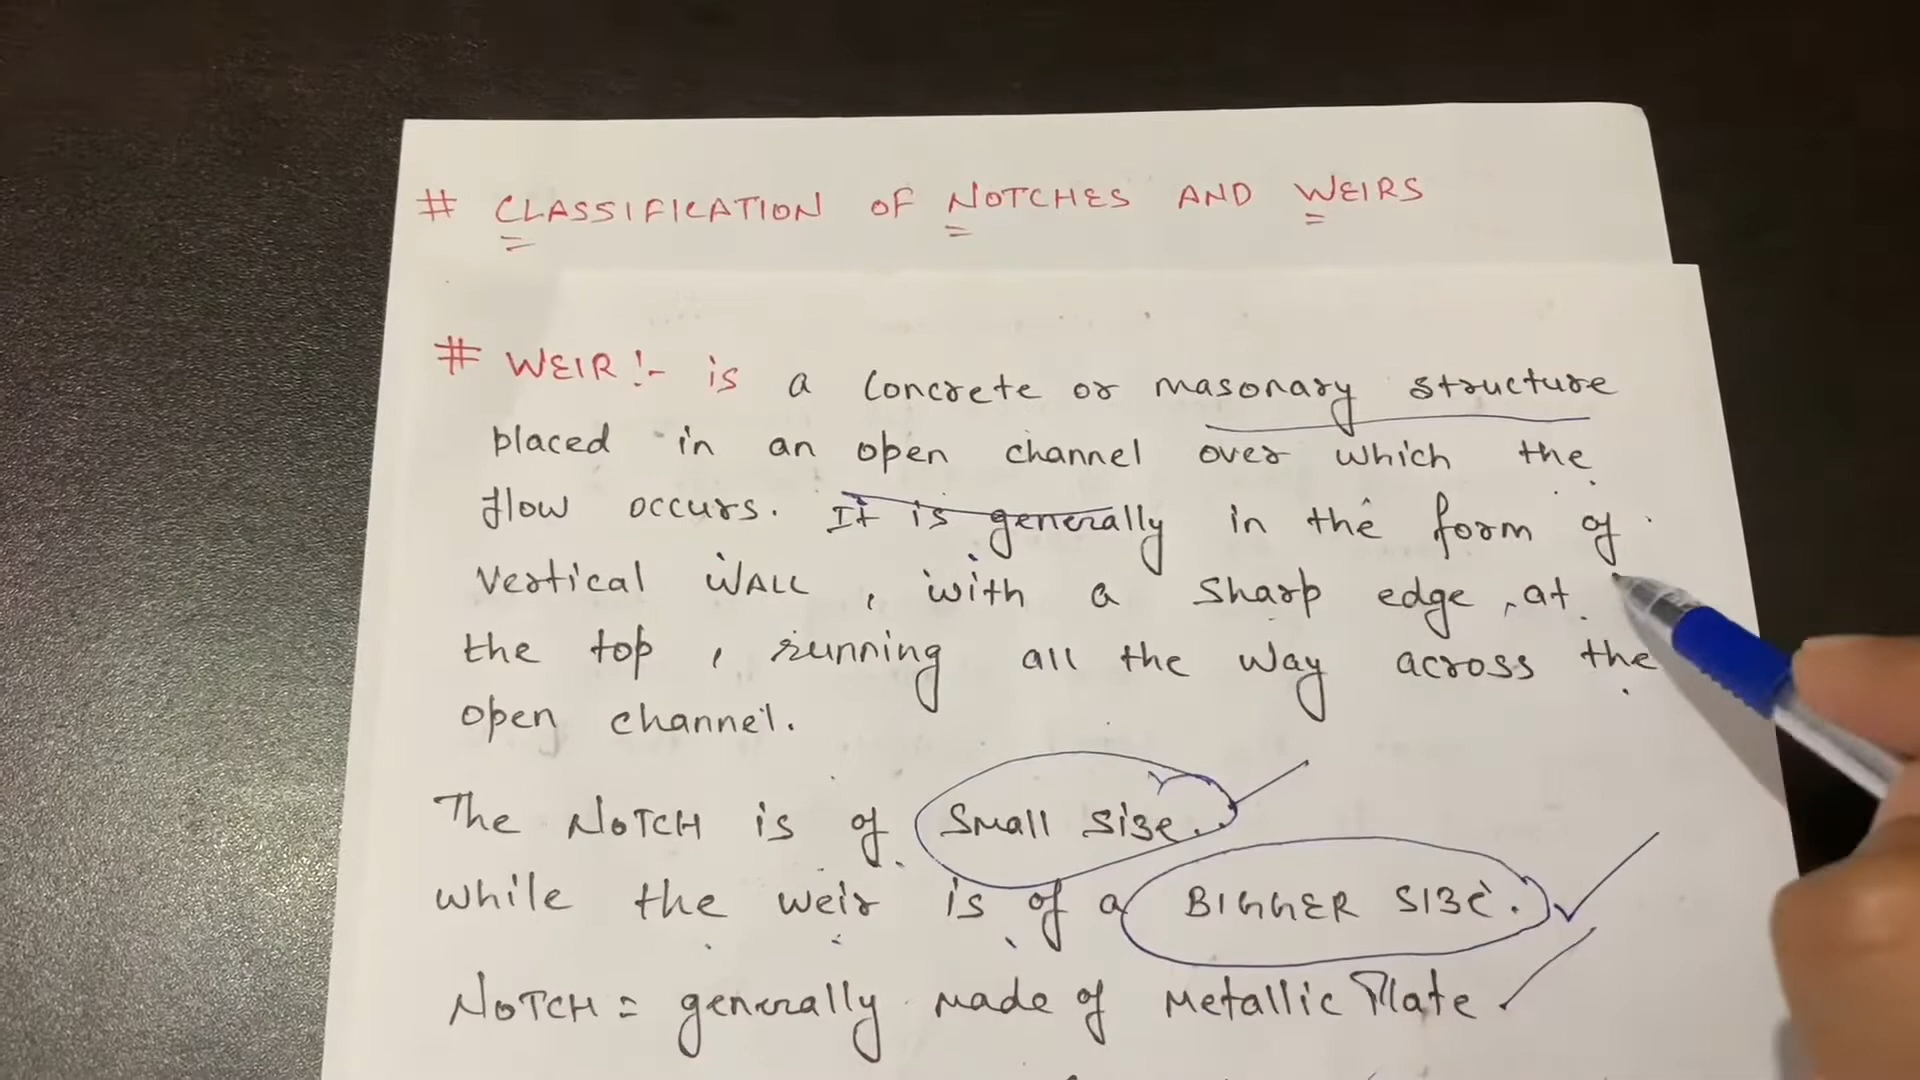 # CLASSIFICATION OF NOTCHES AND WEIRS
# WEIR :- is a concrete or masonary structure
placed in an open channel over which the
flow occurs. It is generally in the form of
vertical WALL, with a sharp edge, at
the top, running all the way across the
open channel.
The NOTCH is of Small size.
while the weir is of a BIGGER SIZE.
NOTCH = generally made of Metallic Plate